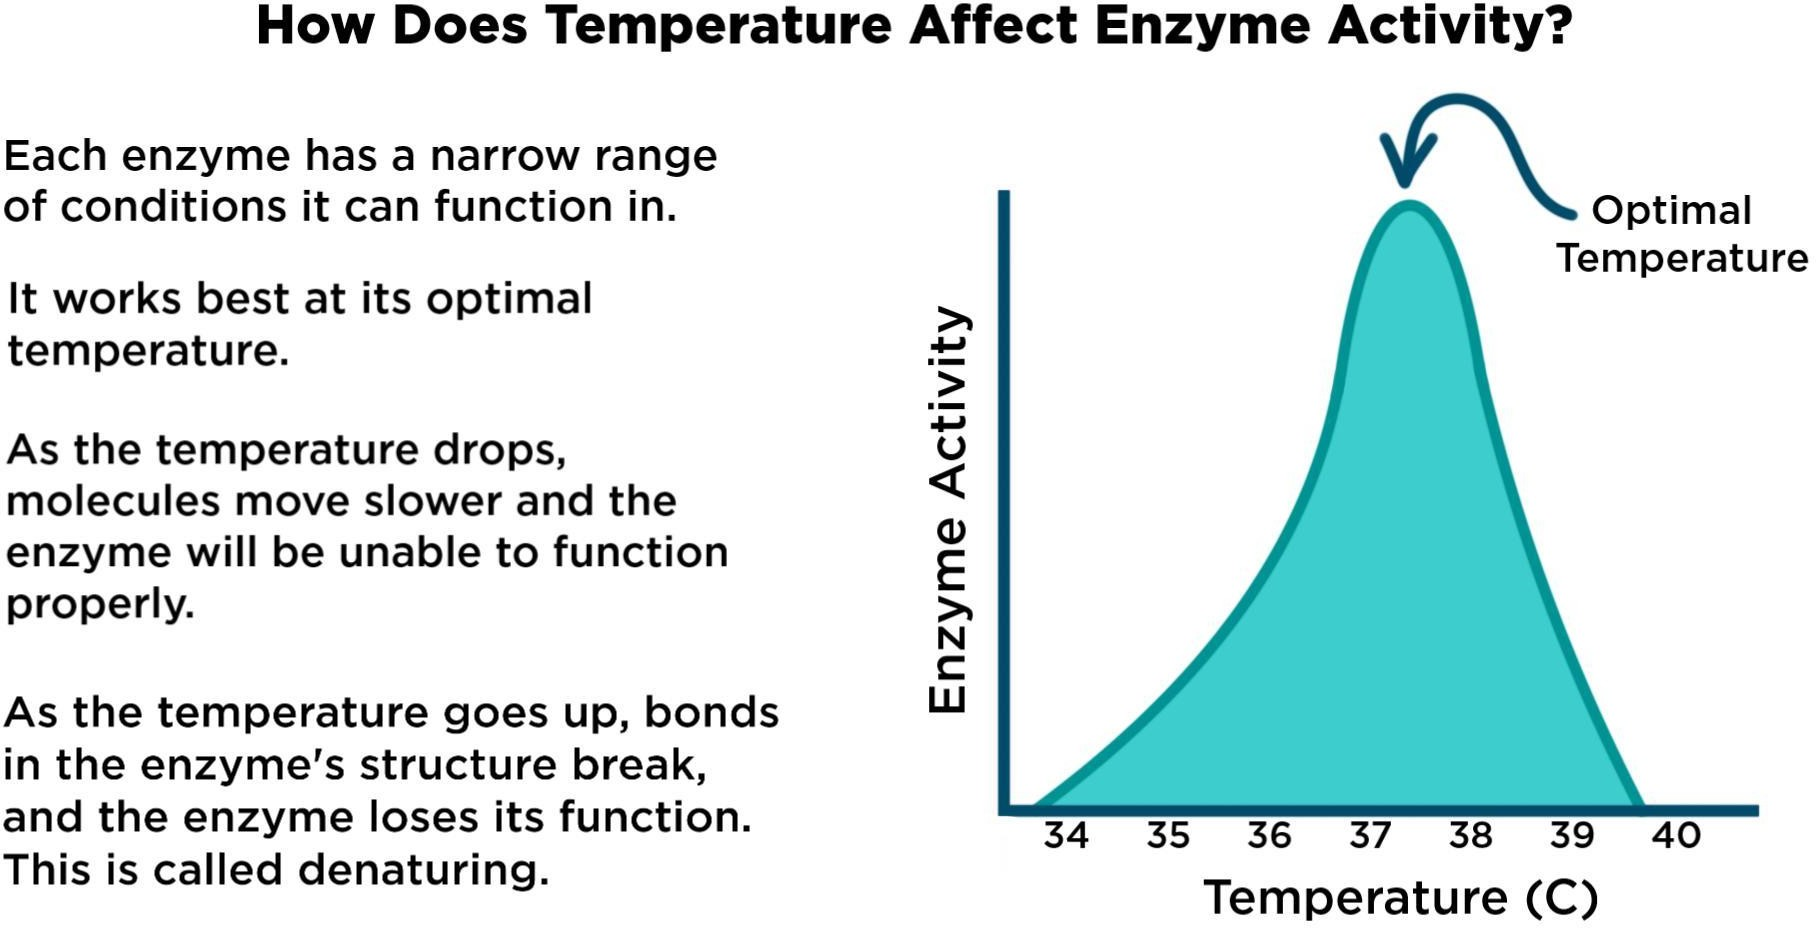 How Does Temperature Affect Enzyme Activity?
Each enzyme has a narrow range
of conditions it can function in.
It works best at its optimal
temperature.
As the temperature drops,
molecules move slower and the
enzyme will be unable to function
properly.
As the temperature goes up, bonds
in the enzyme's structure break,
and the enzyme loses its function.
This is called denaturing.
Optimal
Temperature
Enzyme Activity
34 35 36 37 38 39 40
Temperature (C)